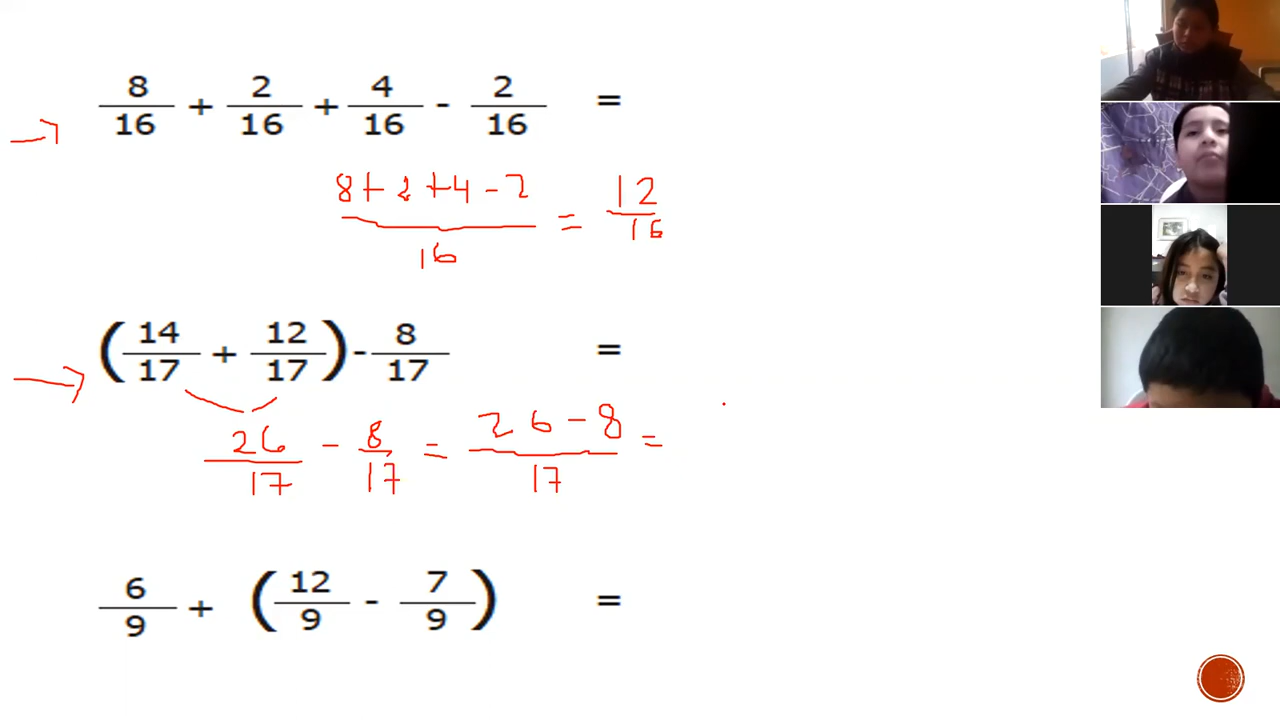 8/16 + 2/16 + 4/16 - 2/16 =
8+2+4-2/16 = 12/16
(14/17 + 12/17) - 8/17 =
26/17 - 8/17 = 26-8/17 =
6/9 + (12/9 - 7/9) =